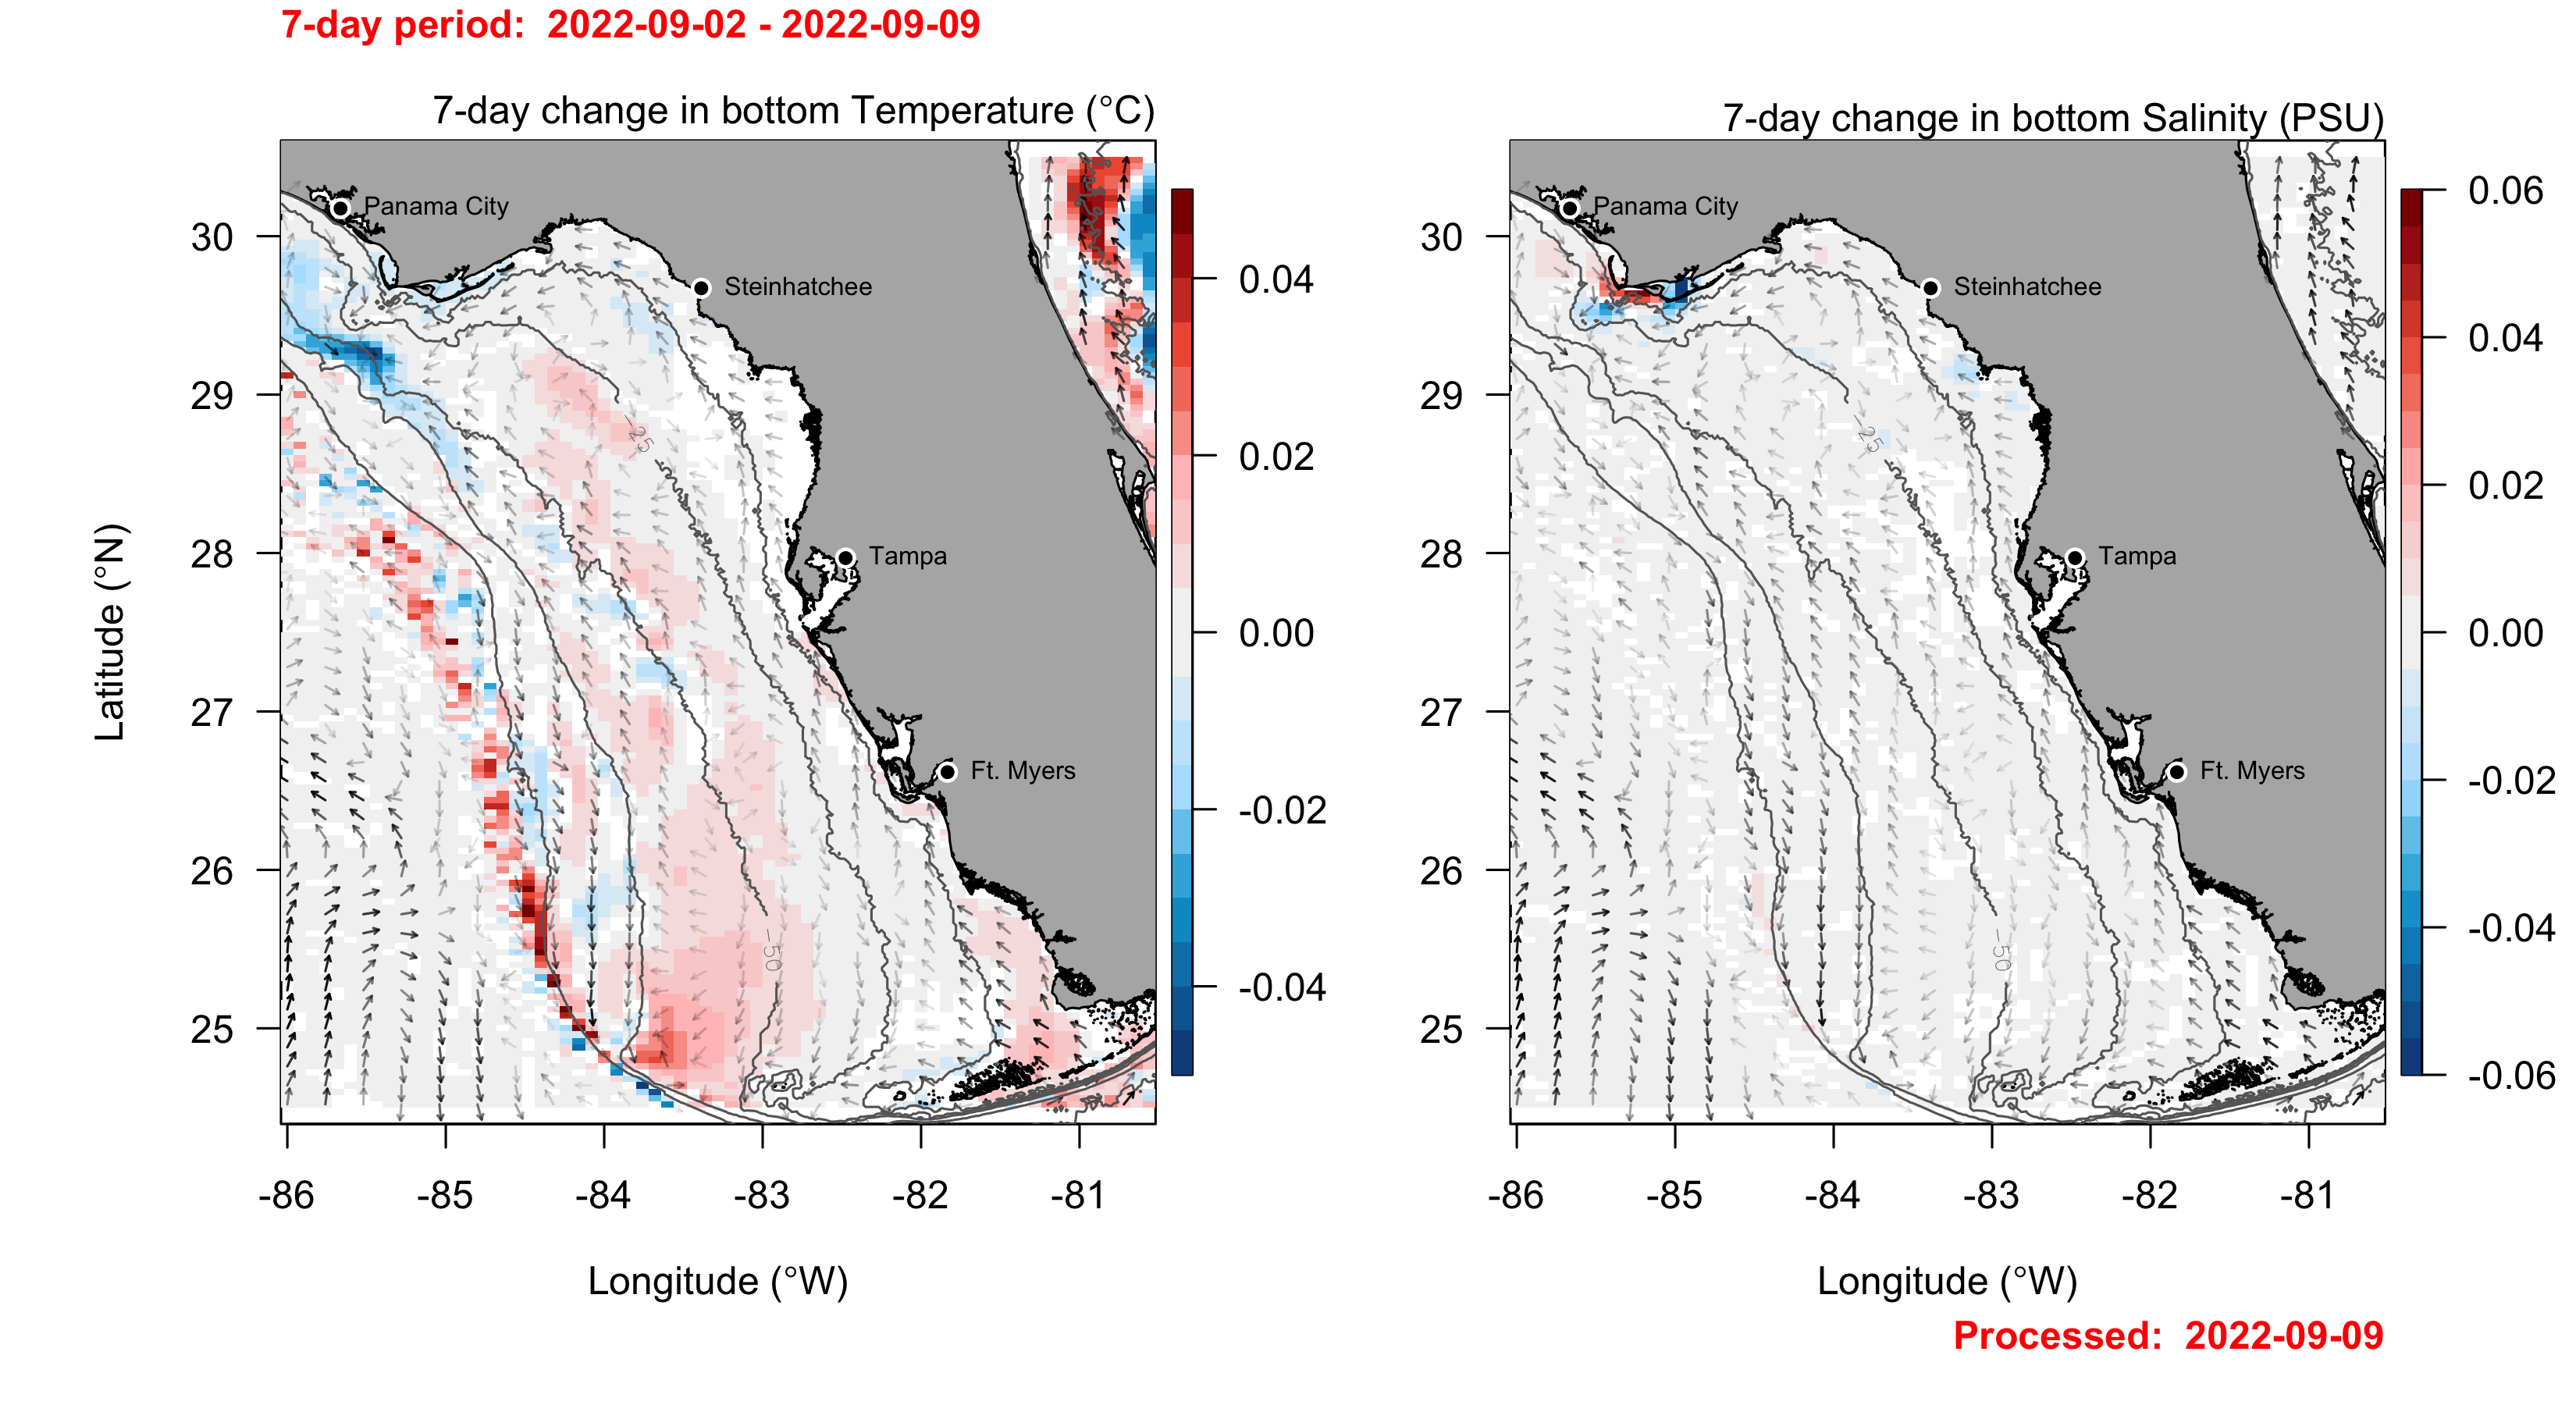 7-day period:  2022-09-02 - 2022-09-09
7-day change in bottom Temperature (°C)
7-day change in bottom Salinity (PSU)
Panama City
Steinhatchee
Tampa
Ft. Myers
-25
-50
30
29
28
27
26
25
Latitude (°N)
-86 -85 -84 -83 -82 -81
Longitude (°W)
0.04
0.02
0.00
-0.02
-0.04
Panama City
Steinhatchee
Tampa
Ft. Myers
-25
-50
30
29
28
27
26
25
-86 -85 -84 -83 -82 -81
Longitude (°W)
0.06
0.04
0.02
0.00
-0.02
-0.04
-0.06
Processed:  2022-09-09